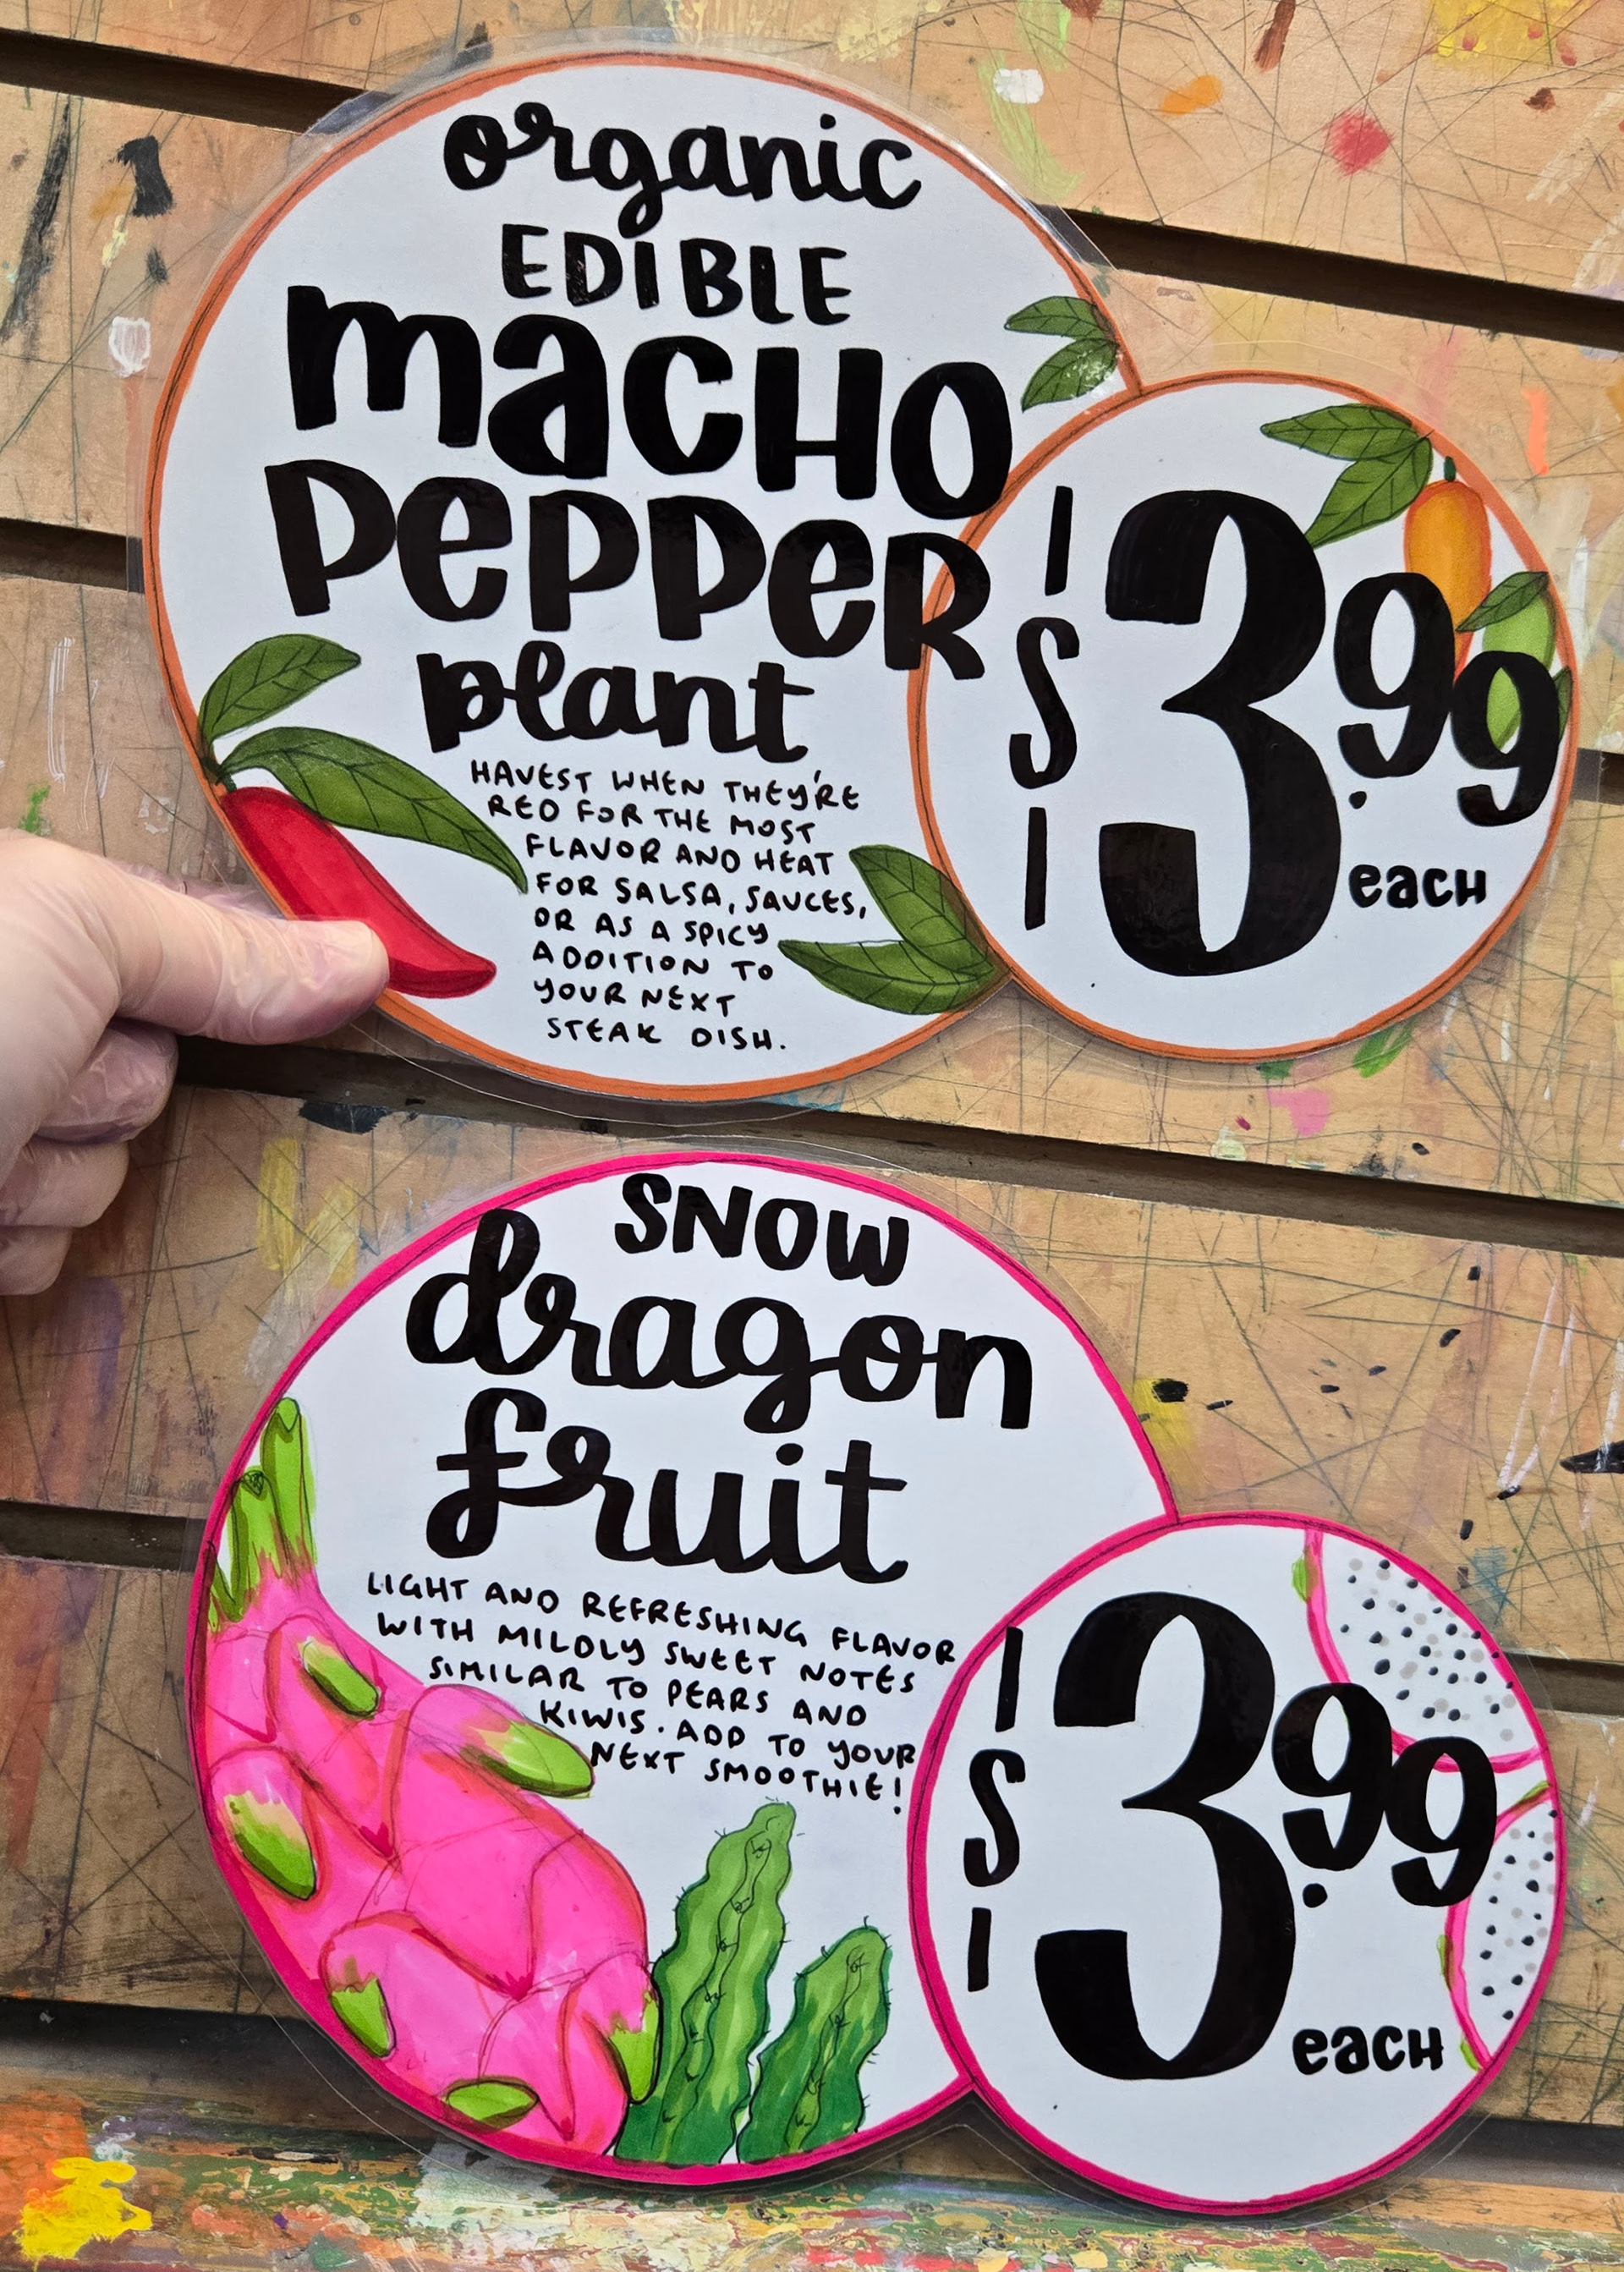 organic
EDIBLE
macHO
PePPeR
plant
HAVEST WHEN THEY'RE
RED FOR THE MOST
FLAVOR AND HEAT
FOR SALSA, SAUCES,
OR AS A SPICY
ADDITION TO
YOUR NEXT
STEAK DISH.
$3.99
eacH
SNOW
dragon
fruit
LIGHT AND REFRESHING FLAVOR
WITH MILDLY SWEET NOTES
SIMILAR TO PEARS AND
KIWIS. ADD TO YOUR
NEXT SMOOTHIE!
$3.99
eacH